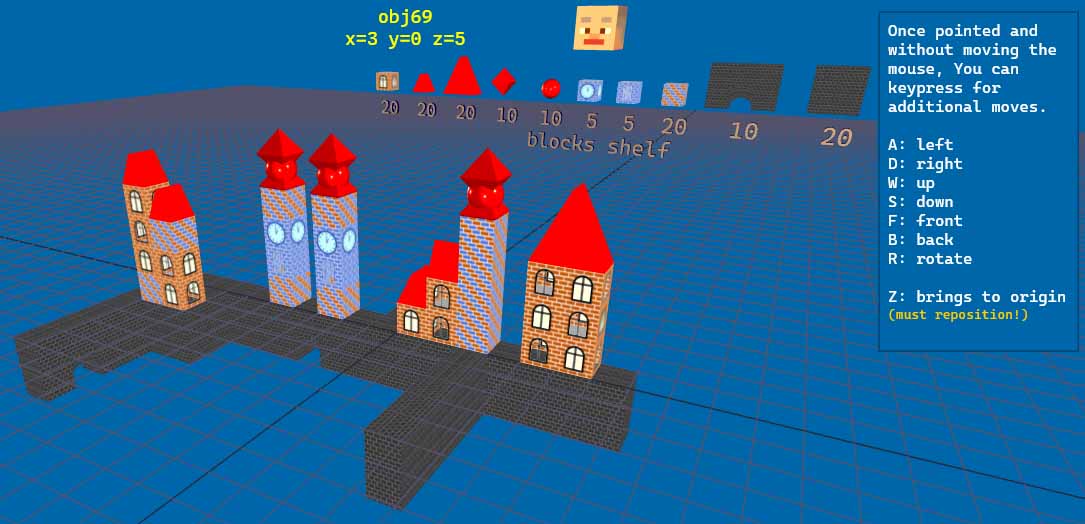 obj69
x=3 y=0 z=5
20
20
20
10
10
5
5
20
10
20
blocks shelf
Once pointed and
without moving the
mouse, You can
keypress for
additional moves.
A: left
D: right
W: up
S: down
F: front
B: back
R: rotate
Z: brings to origin
(must reposition!)